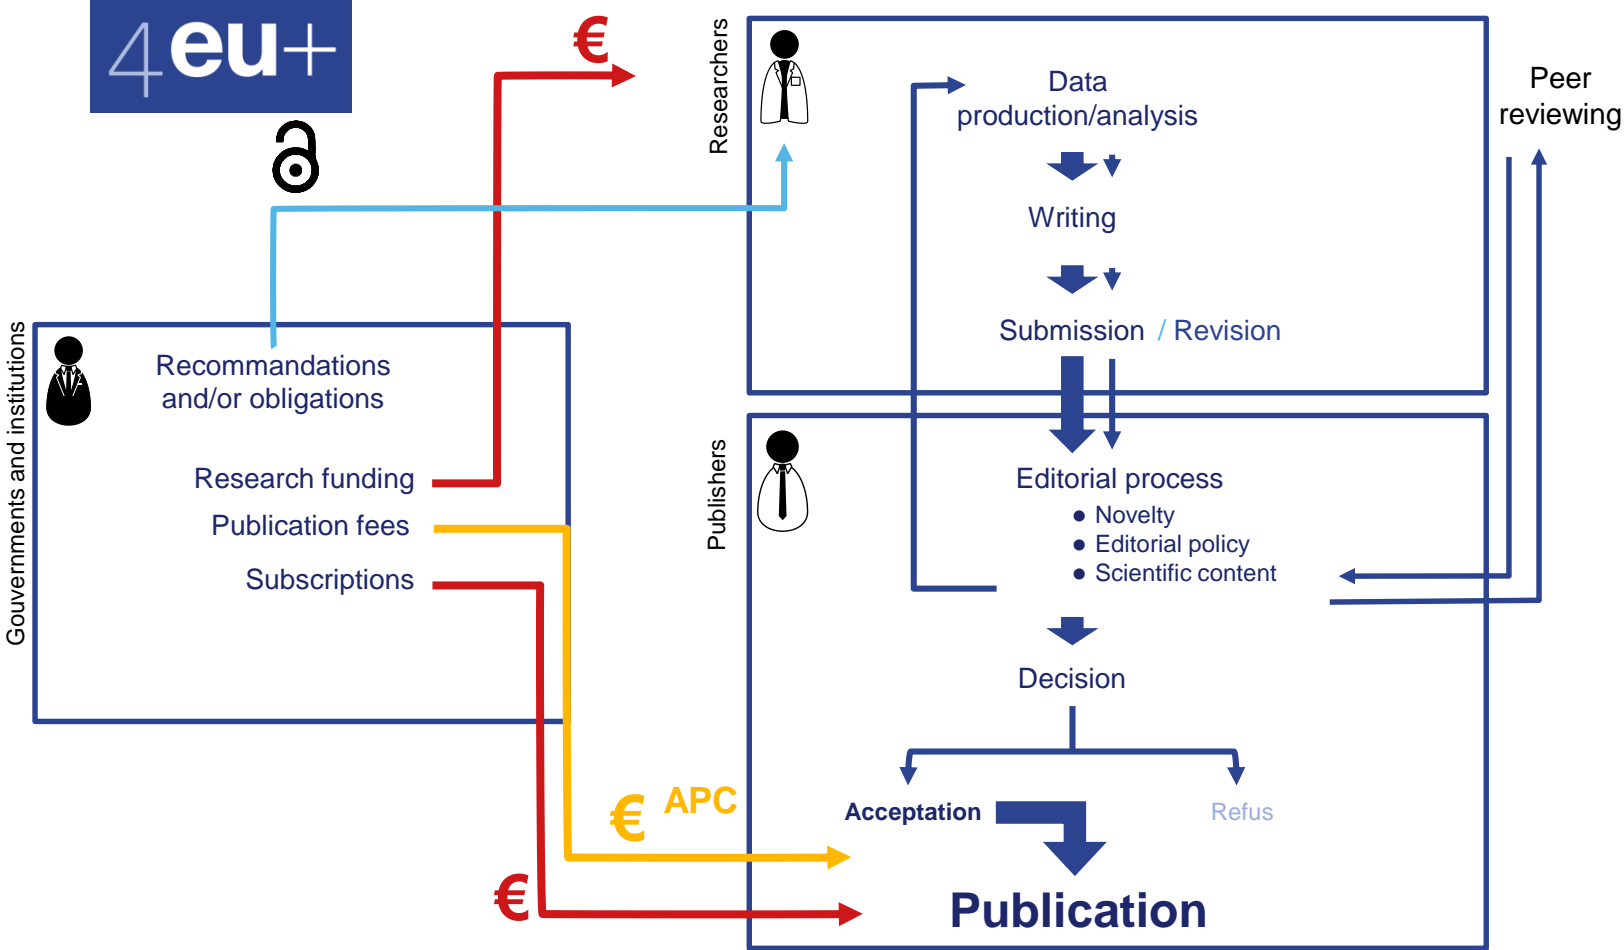 4eu+
€
Researchers
Data
production/analysis
Peer
reviewing
Writing
Submission / Revision
Gouvernments and institutions
Recommandations
and/or obligations
Research funding
Publication fees
Subscriptions
Publishers
Editorial process
● Novelty
● Editorial policy
● Scientific content
Decision
€ APC
Acceptation
Refus
€
Publication